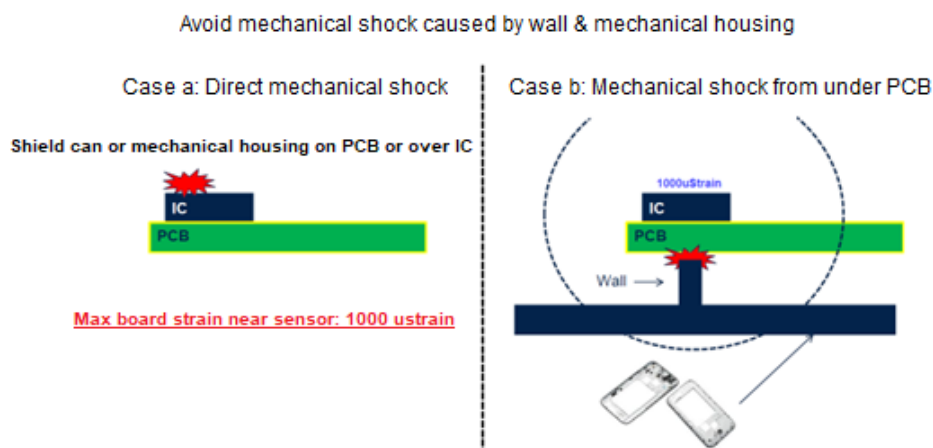 Avoid mechanical shock caused by wall & mechanical housing
Case a: Direct mechanical shock
Shield can or mechanical housing on PCB or over IC
IC
PCB
Max board strain near sensor: 1000 ustrain
Case b: Mechanical shock from under PCB
1000uStrain
IC
PCB
Wall